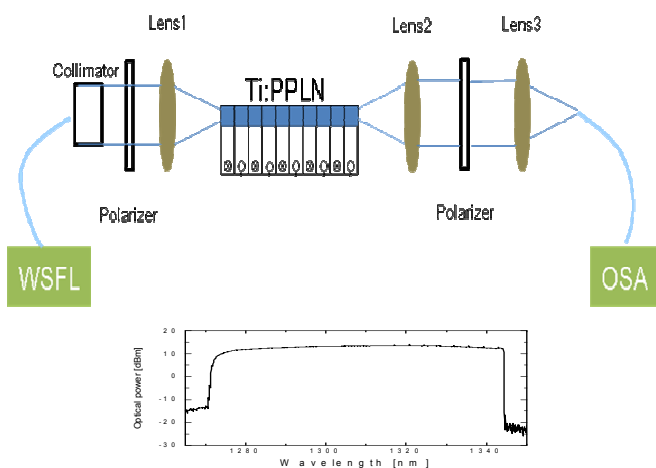 Lens1
Lens2
Lens3
Collimator
Ti:PPLN
Polarizer
Polarizer
WSFL
OSA
20
10
0
-10
-20
-30
Optical power [dBm]
1280
1300
1320
1340
Wavelength [nm]